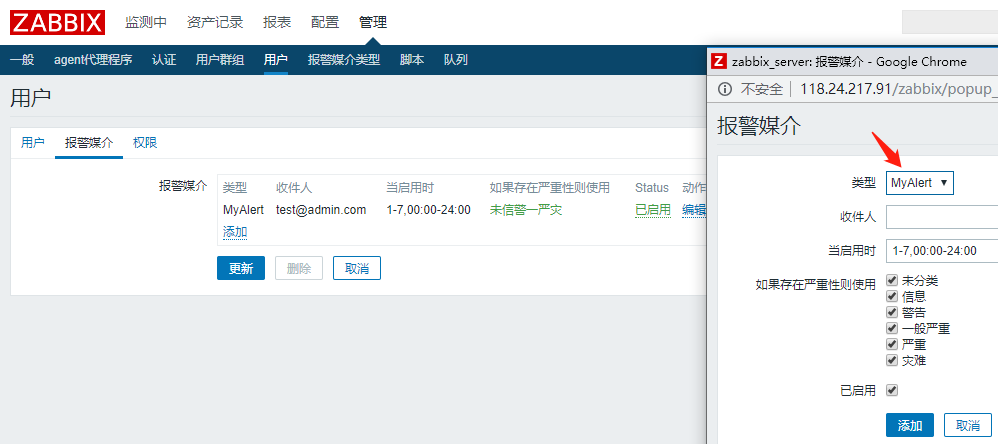 ZABBIX 监测中 资产记录 报表 配置 管理
一般 agent代理程序 认证 用户群组 用户 报警媒介类型 脚本 队列
用户
用户 报警媒介 权限
报警媒介 类型 收件人 当启用时 如果存在严重性则使用 Status 动作
MyAlert test@admin.com 1-7,00:00-24:00 未信警一严灾 已启用 编辑
添加
更新 删除 取消
Z zabbix_server: 报警媒介 - Google Chrome
不安全 | 118.24.217.91/zabbix/popup_
报警媒介
类型 MyAlert ▼
收件人
当启用时 1-7,00:00-24:00
如果存在严重性则使用 未分类
信息
警告
一般严重
严重
灾难
已启用
添加 取消